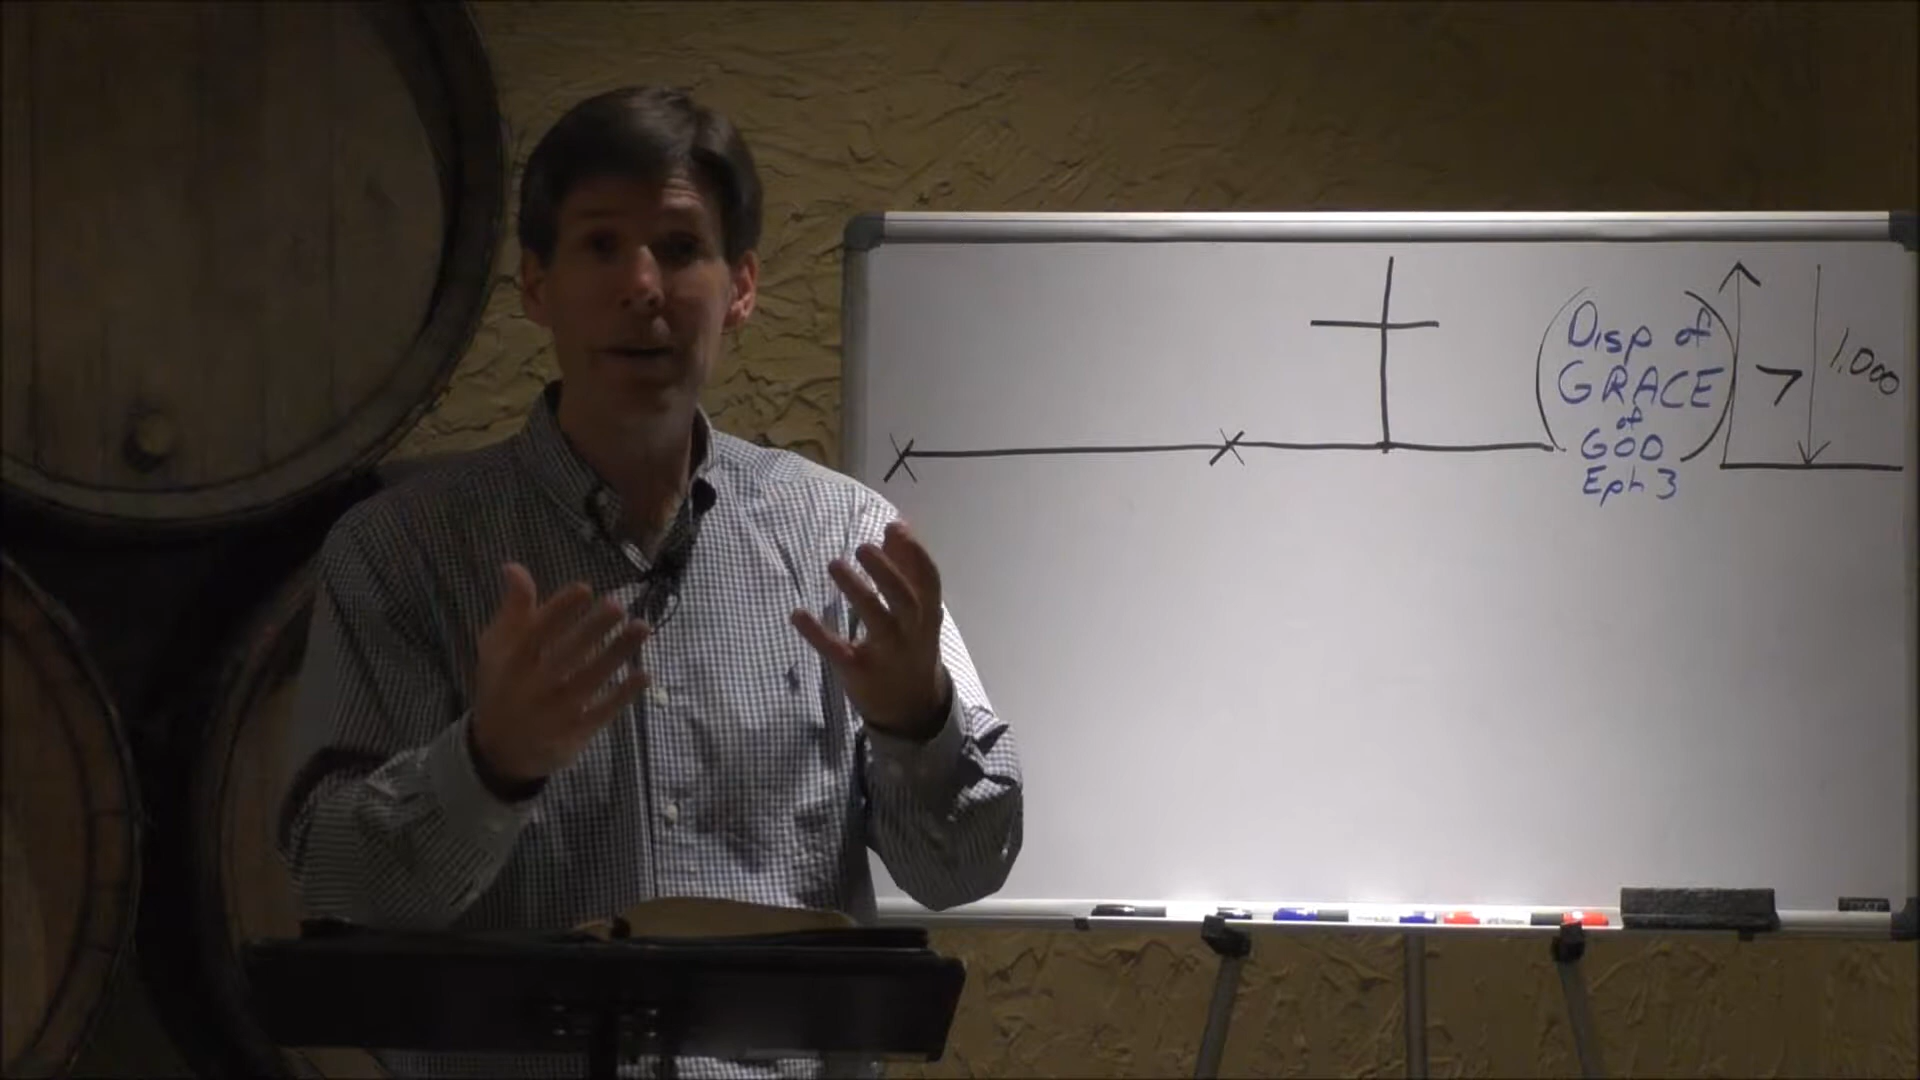 Disp of
GRACE
of
GOD
Eph 3
7
1,000